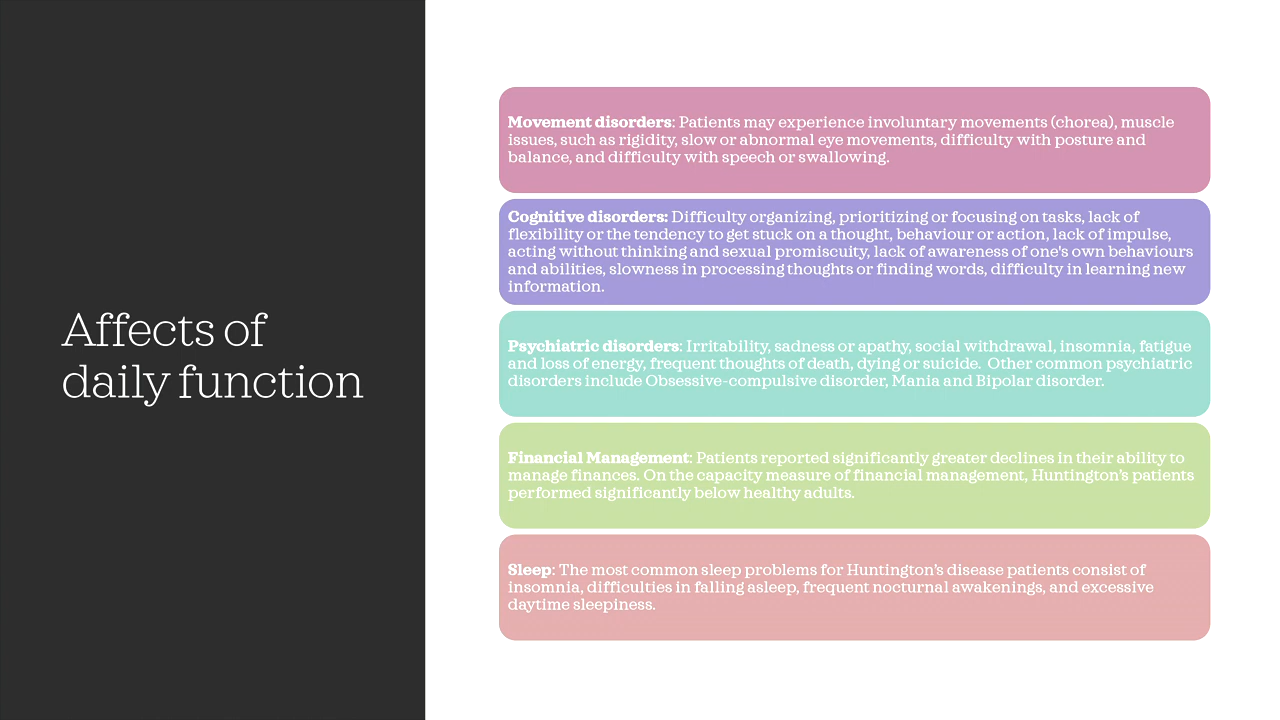 Affects of
daily function
Movement disorders: Patients may experience involuntary movements (chorea), muscle
issues, such as rigidity, slow or abnormal eye movements, difficulty with posture and
balance, and difficulty with speech or swallowing.
Cognitive disorders: Difficulty organizing, prioritizing or focusing on tasks, lack of
flexibility or the tendency to get stuck on a thought, behaviour or action, lack of impulse,
acting without thinking and sexual promiscuity, lack of awareness of one's own behaviours
and abilities, slowness in processing thoughts or finding words, difficulty in learning new
information.
Psychiatric disorders: Irritability, sadness or apathy, social withdrawal, insomnia, fatigue
and loss of energy, frequent thoughts of death, dying or suicide.  Other common psychiatric
disorders include Obsessive-compulsive disorder, Mania and Bipolar disorder.
Financial Management: Patients reported significantly greater declines in their ability to
manage finances. On the capacity measure of financial management, Huntington's patients
performed significantly below healthy adults.
Sleep: The most common sleep problems for Huntington's disease patients consist of
insomnia, difficulties in falling asleep, frequent nocturnal awakenings, and excessive
daytime sleepiness.